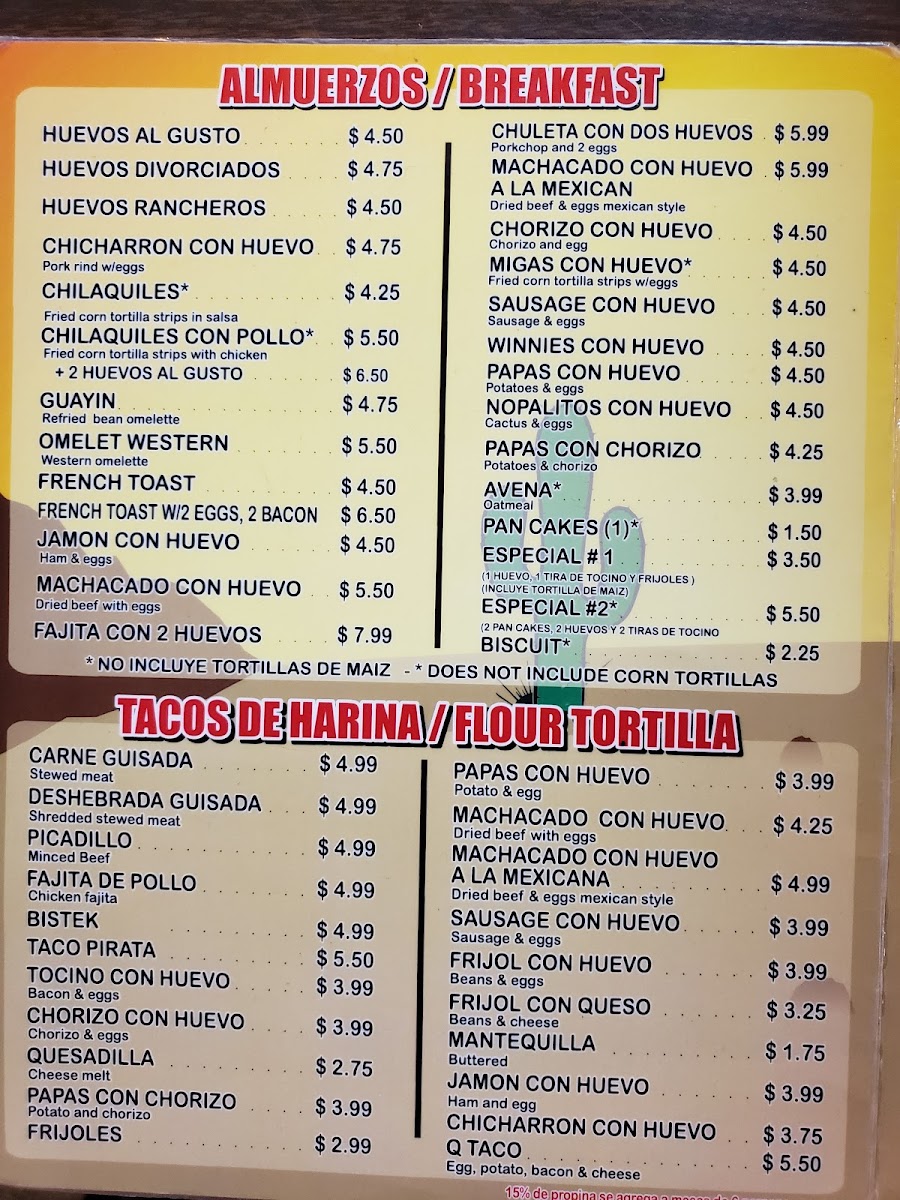 ALMUERZOS / BREAKFAST
HUEVOS AL GUSTO $ 4.50
HUEVOS DIVORCIADOS $ 4.75
HUEVOS RANCHEROS $ 4.50
CHICHARRON CON HUEVO $ 4.75
Pork rind w/eggs
CHILAQUILES* $ 4.25
Fried corn tortilla strips in salsa
CHILAQUILES CON POLLO* $ 5.50
Fried corn tortilla strips with chicken
+ 2 HUEVOS AL GUSTO $ 6.50
GUAYIN $ 4.75
Refried bean omelette
OMELET WESTERN $ 5.50
Western omelette
FRENCH TOAST $ 4.50
FRENCH TOAST W/2 EGGS, 2 BACON $ 6.50
JAMON CON HUEVO $ 4.50
Ham & eggs
MACHACADO CON HUEVO $ 5.50
Dried beef with eggs
FAJITA CON 2 HUEVOS $ 7.99
CHULETA CON DOS HUEVOS $ 5.99
Porkchop and 2 eggs
MACHACADO CON HUEVO $ 5.99
A LA MEXICAN
Dried beef & eggs mexican style
CHORIZO CON HUEVO $ 4.50
Chorizo and egg
MIGAS CON HUEVO* $ 4.50
Fried corn tortilla strips w/eggs
SAUSAGE CON HUEVO $ 4.50
Sausage & eggs
WINNIES CON HUEVO $ 4.50
PAPAS CON HUEVO $ 4.50
Potatoes & eggs
NOPALITOS CON HUEVO $ 4.50
Cactus & eggs
PAPAS CON CHORIZO $ 4.25
Potatoes & chorizo
AVENA* $ 3.99
Oatmeal
PAN CAKES (1)* $ 1.50
ESPECIAL # 1 $ 3.50
(1 HUEVO, 1 TIRA DE TOCINO Y FRIJOLES )
(INCLUYE TORTILLA DE MAIZ)
ESPECIAL #2* $ 5.50
(2 PAN CAKES, 2 HUEVOS Y 2 TIRAS DE TOCINO
BISCUIT* $ 2.25
* NO INCLUYE TORTILLAS DE MAIZ - * DOES NOT INCLUDE CORN TORTILLAS
TACOS DE HARINA / FLOUR TORTILLA
CARNE GUISADA $ 4.99
Stewed meat
DESHEBRADA GUISADA $ 4.99
Shredded stewed meat
PICADILLO $ 4.99
Minced Beef
FAJITA DE POLLO $ 4.99
Chicken fajita
BISTEK $ 4.99
TACO PIRATA $ 5.50
TOCINO CON HUEVO $ 3.99
Bacon & eggs
CHORIZO CON HUEVO $ 3.99
Chorizo & eggs
QUESADILLA $ 2.75
Cheese melt
PAPAS CON CHORIZO $ 3.99
Potato and chorizo
FRIJOLES $ 2.99
PAPAS CON HUEVO $ 3.99
Potato & egg
MACHACADO CON HUEVO $ 4.25
Dried beef with eggs
MACHACADO CON HUEVO
A LA MEXICANA $ 4.99
Dried beef & eggs mexican style
SAUSAGE CON HUEVO $ 3.99
Sausage & eggs
FRIJOL CON HUEVO $ 3.99
Beans & eggs
FRIJOL CON QUESO $ 3.25
Beans & cheese
MANTEQUILLA $ 1.75
Buttered
JAMON CON HUEVO $ 3.99
Ham and egg
CHICHARRON CON HUEVO $ 3.75
Q TACO $ 5.50
Egg, potato, bacon & cheese
15% de propina se agrega a